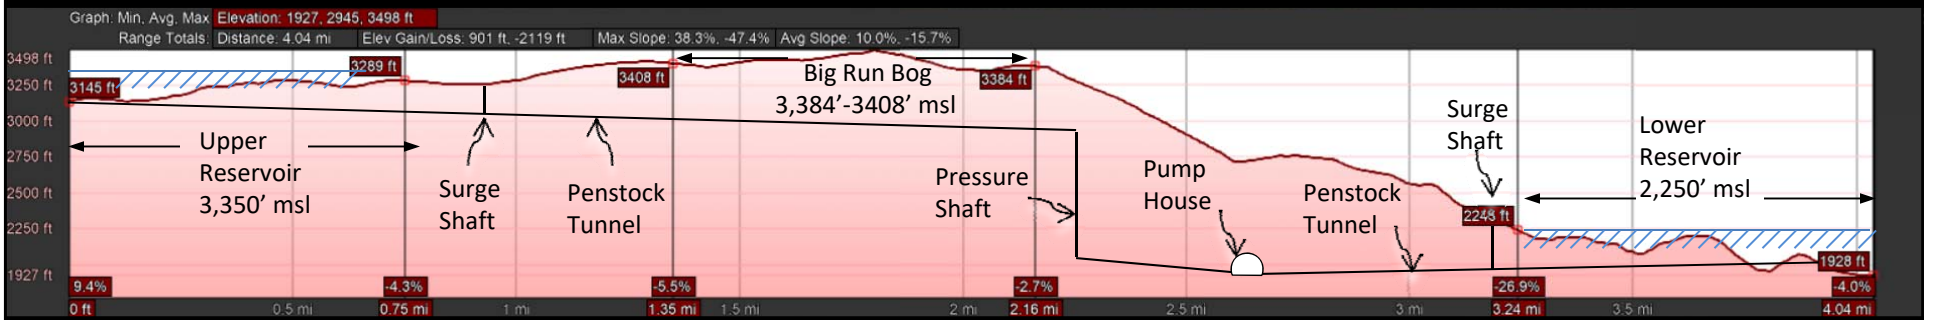 Graph: Min, Avg, Max Elevation: 1927, 2945, 3498 ft
Range Totals: Distance: 4.04 mi Elev Gain/Loss: 901 ft, -2119 ft Max Slope: 38.3%, -47.4% Avg Slope: 10.0%, -15.7%
3498 ft
3250 ft
3000 ft
2750 ft
2500 ft
2250 ft
1927 ft
3145 ft
3289 ft
3408 ft
3384 ft
2248 ft
1928 ft
Big Run Bog
3,384’-3408’ msl
Upper
Reservoir
3,350’ msl
Surge
Shaft
Penstock
Tunnel
Pressure
Shaft
Pump
House
Penstock
Tunnel
Surge
Shaft
Lower
Reservoir
2,250’ msl
9.4% -4.3% -5.5% -2.7% -26.9% -4.0%
0 ft 0.5 mi 0.75 mi 1 mi 1.35 mi 1.5 mi 2 mi 2.16 mi 2.5 mi 3 mi 3.24 mi 3.5 mi 4.04 mi